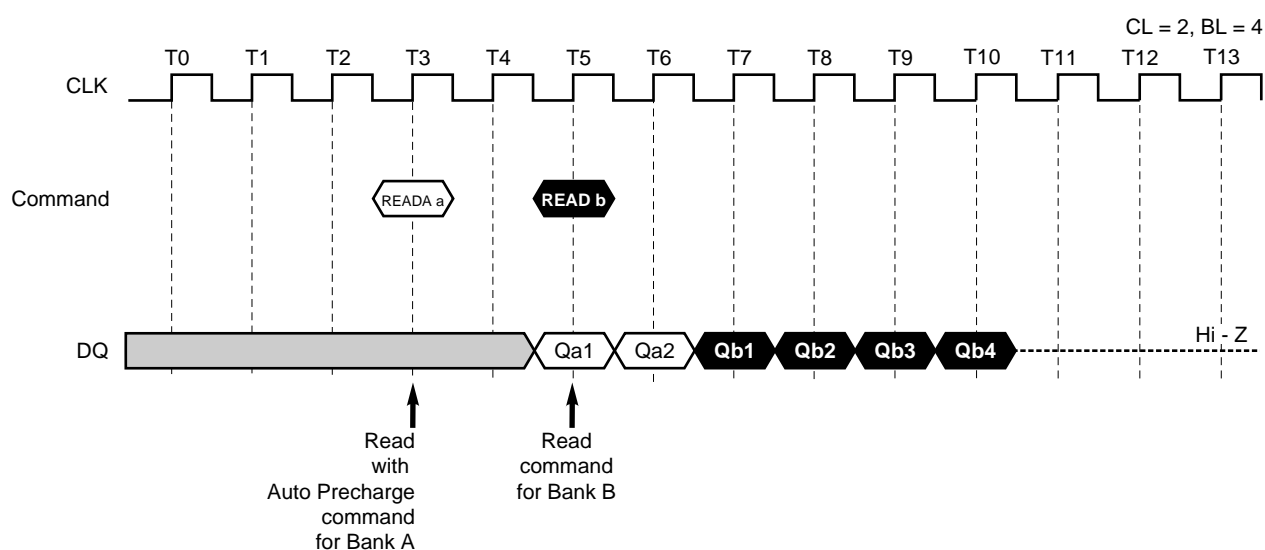 CL = 2, BL = 4
T0 T1 T2 T3 T4 T5 T6 T7 T8 T9 T10 T11 T12 T13
CLK
Command READA a READ b
DQ Qa1 Qa2 Qb1 Qb2 Qb3 Qb4 Hi - Z
Read
with
Auto Precharge
command
for Bank A
Read
command
for Bank B